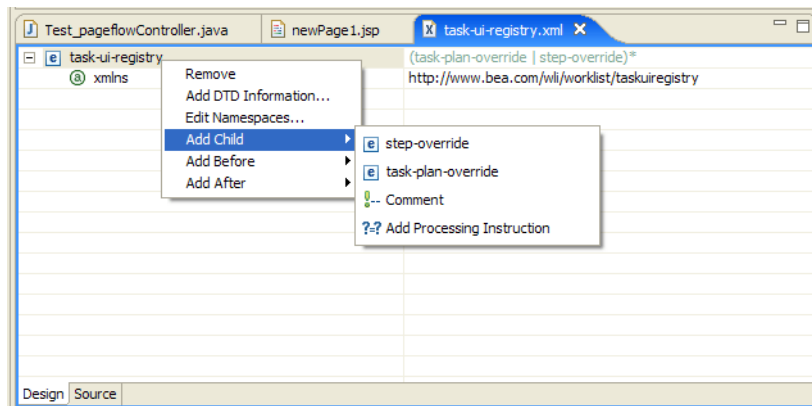 Test_pageflowController.java newPage1.jsp task-ui-registry.xml
task-ui-registry (task-plan-override | step-override)*
xmlns http://www.bea.com/wli/worklist/taskuiregistry
Remove
Add DTD Information...
Edit Namespaces...
Add Child
Add Before
Add After
step-override
task-plan-override
!-- Comment
?=? Add Processing Instruction
Design Source